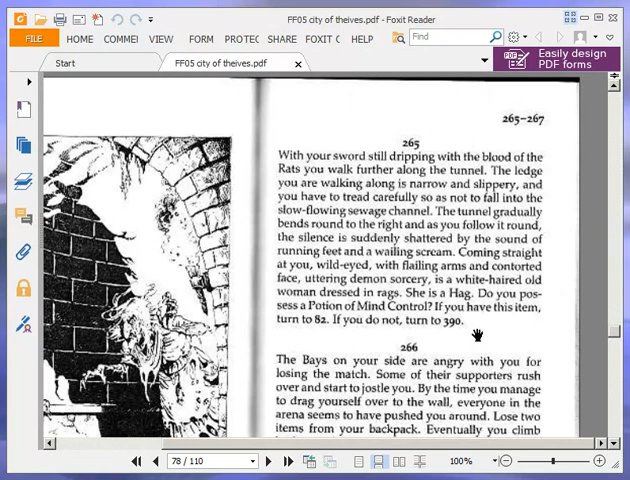 FF05 city of theives.pdf - Foxit Reader
FILE HOME COMMEI VIEW FORM PROTEC SHARE FOXIT C HELP Find
Start FF05 city of theives.pdf Easily design
PDF forms
265–267
265
With your sword still dripping with the blood of the
Rats you walk further along the tunnel. The ledge
you are walking along is narrow and slippery, and
you have to tread carefully so as not to fall into the
slow-flowing sewage channel. The tunnel gradually
bends round to the right and as you follow it round,
the silence is suddenly shattered by the sound of
running feet and a wailing scream. Coming straight
at you, wild-eyed, with flailing arms and contorted
face, uttering demon sorcery, is a white-haired old
woman dressed in rags. She is a Hag. Do you pos-
sess a Potion of Mind Control? If you have this item,
turn to 82. If you do not, turn to 390.
266
The Bays on your side are angry with you for
losing the match. Some of their supporters rush
over and start to jostle you. By the time you manage
to drag yourself over to the wall, everyone in the
arena seems to have pushed you around. Lose two
items from your backpack. Eventually you climb
78 / 110 100%